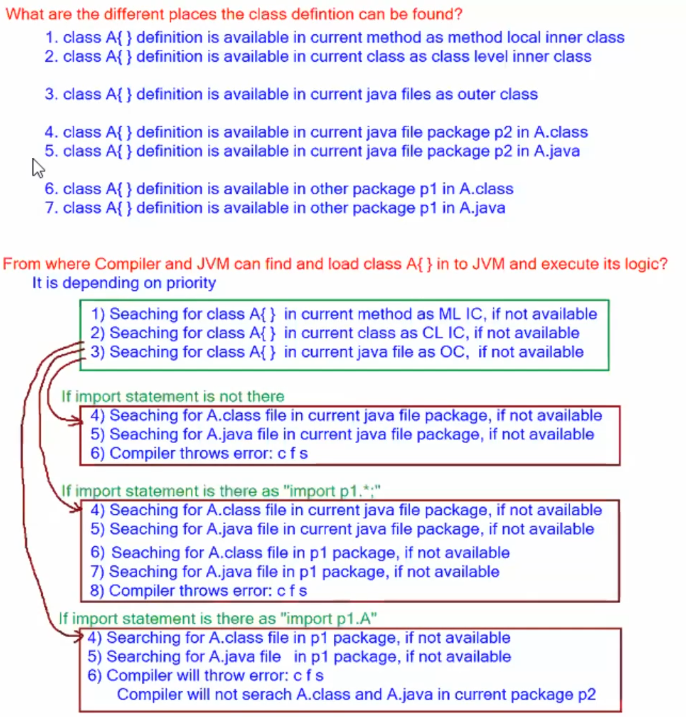 What are the different places the class defintion can be found?
1. class A{ } definition is available in current method as method local inner class
2. class A{ } definition is available in current class as class level inner class
3. class A{ } definition is available in current java files as outer class
4. class A{ } definition is available in current java file package p2 in A.class
5. class A{ } definition is available in current java file package p2 in A.java
6. class A{ } definition is available in other package p1 in A.class
7. class A{ } definition is available in other package p1 in A.java
From where Compiler and JVM can find and load class A{ } in to JVM and execute its logic?
It is depending on priority
1) Seaching for class A{ } in current method as ML IC, if not available
2) Seaching for class A{ } in current class as CL IC, if not available
3) Seaching for class A{ } in current java file as OC, if not available
If import statement is not there
4) Seaching for A.class file in current java file package, if not available
5) Seaching for A.java file in current java file package, if not available
6) Compiler throws error: c f s
If import statement is there as "import p1.*;"
4) Seaching for A.class file in current java file package, if not available
5) Seaching for A.java file in current java file package, if not available
6) Seaching for A.class file in p1 package, if not available
7) Seaching for A.java file in p1 package, if not available
8) Compiler throws error: c f s
If import statement is there as "import p1.A"
4) Searching for A.class file in p1 package, if not available
5) Searching for A.java file in p1 package, if not available
6) Compiler will throw error: c f s
Compiler will not serach A.class and A.java in current package p2